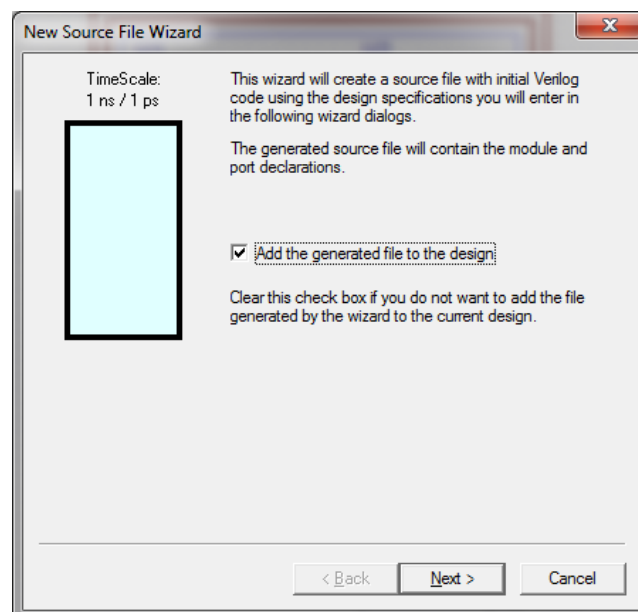 New Source File Wizard
TimeScale:
1 ns / 1 ps
This wizard will create a source file with initial Verilog
code using the design specifications you will enter in
the following wizard dialogs.
The generated source file will contain the module and
port declarations.
Add the generated file to the design
Clear this check box if you do not want to add the file
generated by the wizard to the current design.
< Back
Next >
Cancel